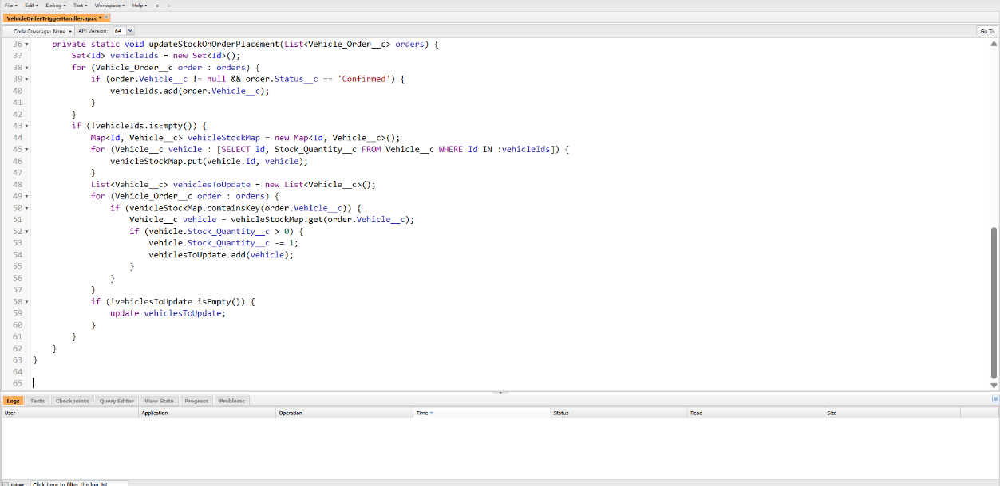 File Edit Debug Test Workspace Help < >
VehicleOrderTriggerHandler.apxc *
Code Coverage: None API Version: 64 Go To
36 private static void updateStockOnOrderPlacement(List<Vehicle_Order__c> orders) {
37 Set<Id> vehicleIds = new Set<Id>();
38 for (Vehicle_Order__c order : orders) {
39 if (order.Vehicle__c != null && order.Status__c == 'Confirmed') {
40 vehicleIds.add(order.Vehicle__c);
41 }
42 }
43 if (!vehicleIds.isEmpty()) {
44 Map<Id, Vehicle__c> vehicleStockMap = new Map<Id, Vehicle__c>();
45 for (Vehicle__c vehicle : [SELECT Id, Stock_Quantity__c FROM Vehicle__c WHERE Id IN :vehicleIds]) {
46 vehicleStockMap.put(vehicle.Id, vehicle);
47 }
48 List<Vehicle__c> vehiclesToUpdate = new List<Vehicle__c>();
49 for (Vehicle_Order__c order : orders) {
50 if (vehicleStockMap.containsKey(order.Vehicle__c)) {
51 Vehicle__c vehicle = vehicleStockMap.get(order.Vehicle__c);
52 if (vehicle.Stock_Quantity__c > 0) {
53 vehicle.Stock_Quantity__c -= 1;
54 vehiclesToUpdate.add(vehicle);
55 }
56 }
57 }
58 if (!vehiclesToUpdate.isEmpty()) {
59 update vehiclesToUpdate;
60 }
61 }
62 }
63 }
64
65
Logs Tests Checkpoints Query Editor View State Progress Problems
User Application Operation Time Status Read Size
Filter Click here to filter the log list